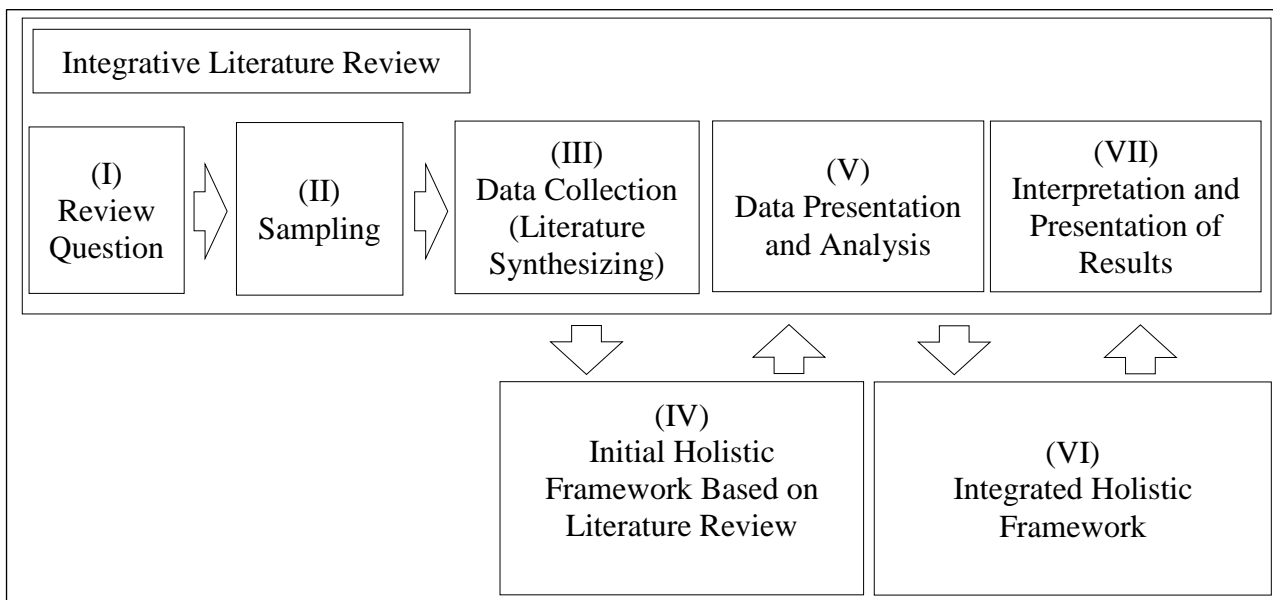 Integrative Literature Review
(I)
Review
Question
(II)
Sampling
(III)
Data Collection
(Literature
Synthesizing)
(V)
Data Presentation
and Analysis
(VII)
Interpretation and
Presentation of
Results
(IV)
Initial Holistic
Framework Based on
Literature Review
(VI)
Integrated Holistic
Framework